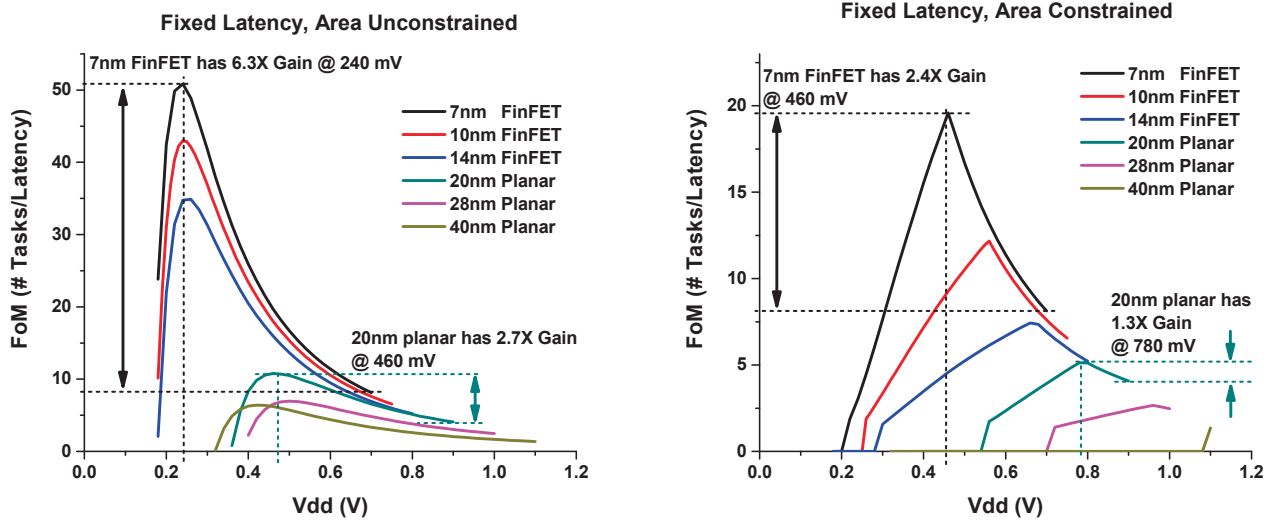 Fixed Latency, Area Unconstrained
7nm FinFET has 6.3X Gain @ 240 mV
7nm FinFET
10nm FinFET
14nm FinFET
20nm Planar
28nm Planar
40nm Planar
20nm planar has 2.7X Gain
@ 460 mV
FoM (# Tasks/Latency)
50
40
30
20
10
0
0.0 0.2 0.4 0.6 0.8 1.0 1.2
Vdd (V)
Fixed Latency, Area Constrained
7nm FinFET has 2.4X Gain
@ 460 mV
7nm FinFET
10nm FinFET
14nm FinFET
20nm Planar
28nm Planar
40nm Planar
20nm planar has
1.3X Gain
@ 780 mV
FoM (# Tasks/Latency)
20
15
10
5
0
0.0 0.2 0.4 0.6 0.8 1.0 1.2
Vdd (V)